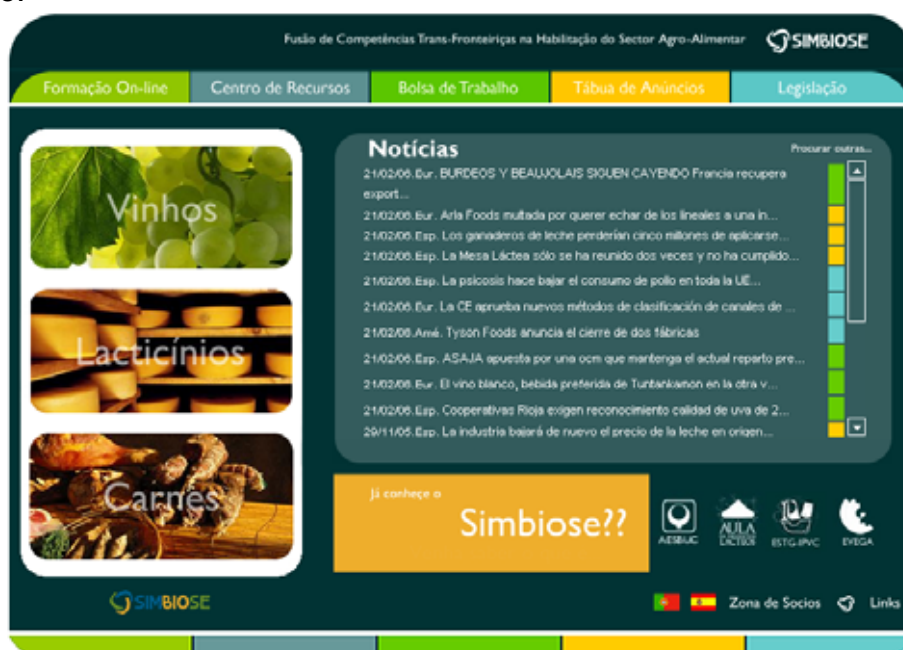 Fusão de Competências Trans-Fronteiriças na Habilitação do Sector Agro-Alimentar
SIMBIOSE
Formação On-line
Centro de Recursos
Bolsa de Trabalho
Tábua de Anúncios
Legislação
Vinhos
Lacticínios
Carnes
Notícias
Procurar outras...
21/02/06.Eur. BURDEOS Y BEAUJOLAIS SIGUEN CAYENDO Francia recupera
export...
21/02/06.Eur. Arla Foods multada por querer echar de los lineales a una in...
21/02/06.Esp. Los ganaderos de leche perderían cinco millones de aplicarse...
21/02/06.Esp. La Mesa Láctea sólo se ha reunido dos veces y no ha cumplido...
21/02/06.Esp. La psicosis hace bajar el consumo de pollo en toda la UE...
21/02/06.Eur. La CE aprueba nuevos métodos de clasificación de canales de ...
21/02/06.Amé. Tyson Foods anuncia el cierre de dos fábricas
21/02/06.Esp. ASAJA apuesta por una ocm que mantenga el actual reparto pre...
21/02/06.Eur. El vino blanco, bebida preferida de Tuntankamon en la otra v...
21/02/06.Esp. Cooperativas Rioja exigen reconocimiento calidad de uva de 2...
29/11/05.Esp. La industria bajará de nuevo el precio de la leche en origen...
Já conheçe o
Simbiose??
AESBUC
AULA
LACTEOS
ESTG-IPVC
EVEGA
SIMBIOSE
Zona de Socios
Links